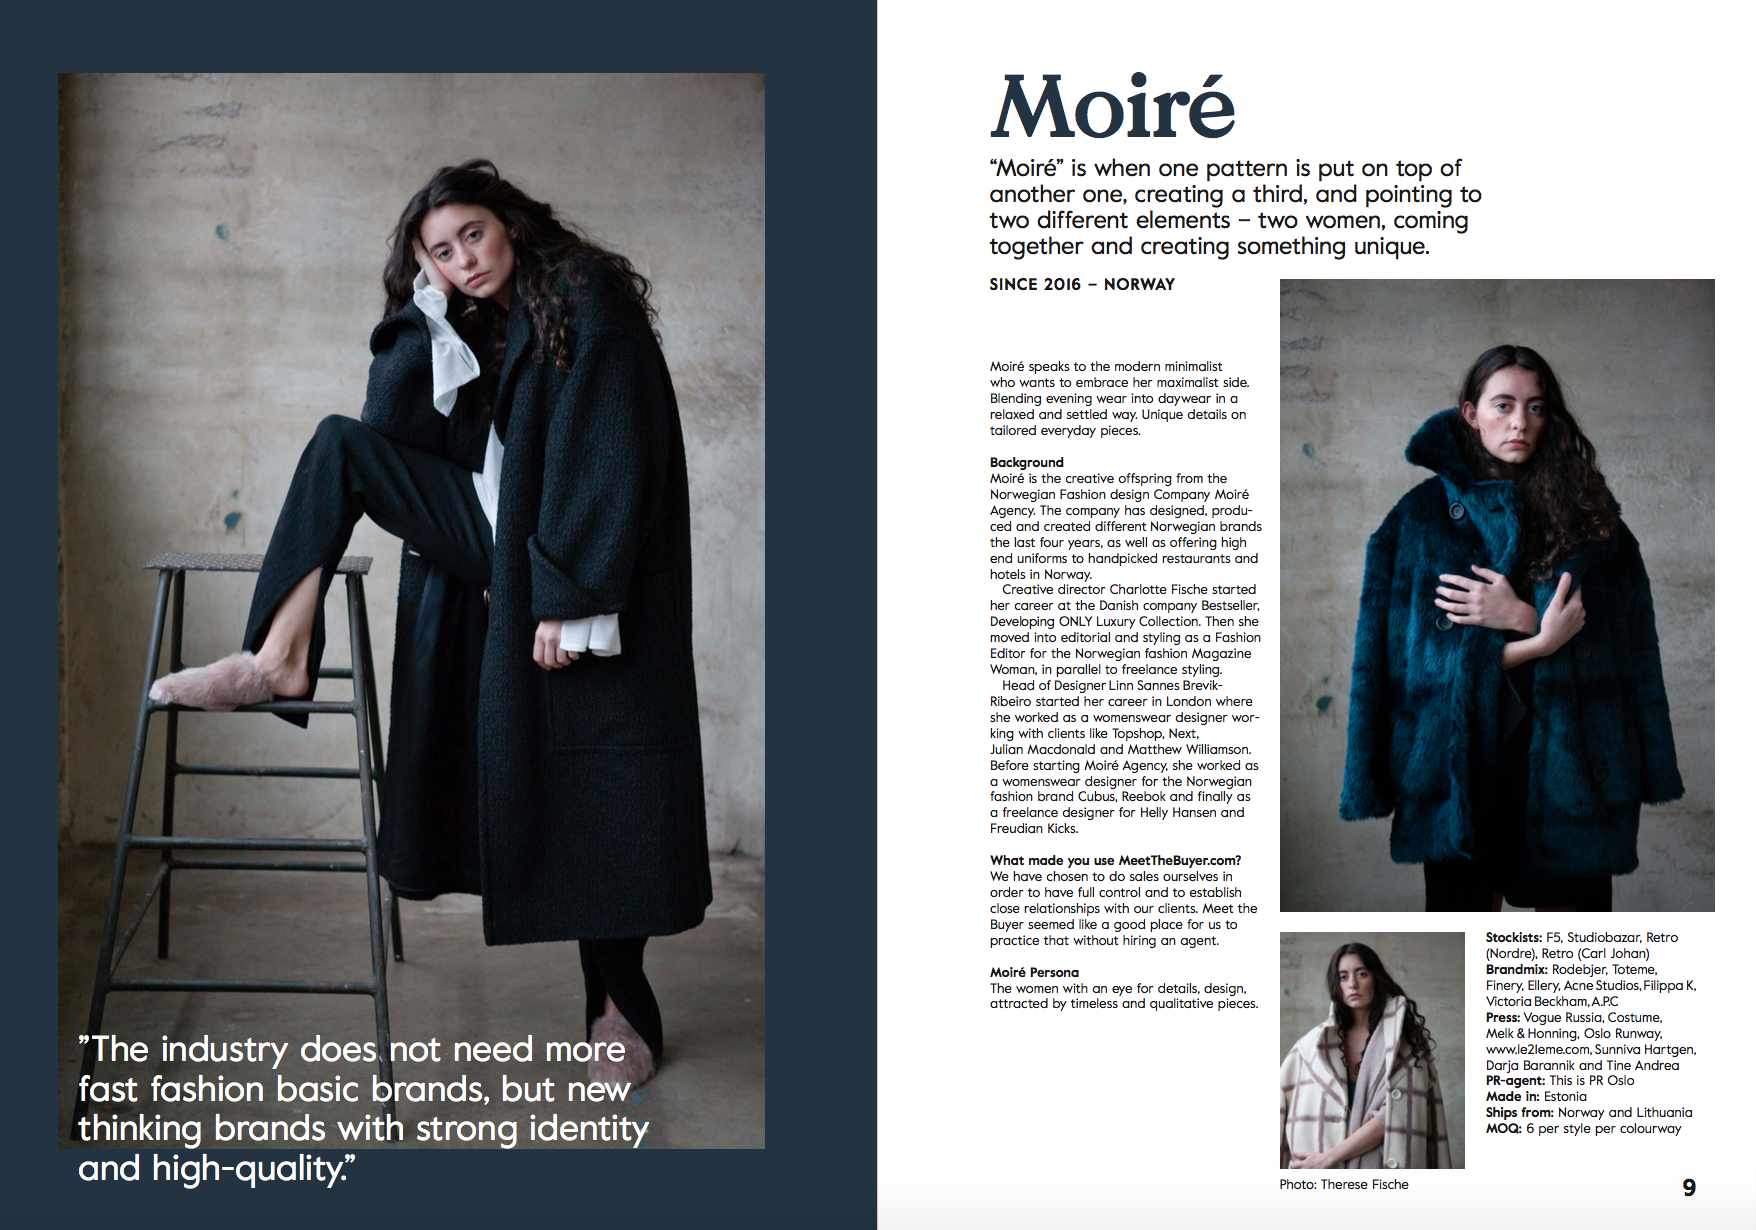 ”The industry does not need more
fast fashion basic brands, but new
thinking brands with strong identity
and high-quality.”
Moiré
“Moiré” is when one pattern is put on top of
another one, creating a third, and pointing to
two different elements – two women, coming
together and creating something unique.
SINCE 2016 – NORWAY
Moiré speaks to the modern minimalist
who wants to embrace her maximalist side.
Blending evening wear into daywear in a
relaxed and settled way. Unique details on
tailored everyday pieces.
Background
Moiré is the creative offspring from the
Norwegian Fashion design Company Moiré
Agency. The company has designed, produ-
ced and created different Norwegian brands
the last four years, as well as offering high
end uniforms to handpicked restaurants and
hotels in Norway.
Creative director Charlotte Fische started
her career at the Danish company Bestseller,
Developing ONLY Luxury Collection. Then she
moved into editorial and styling as a Fashion
Editor for the Norwegian fashion Magazine
Woman, in parallel to freelance styling.
Head of Designer Linn Sannes Brevik-
Ribeiro started her career in London where
she worked as a womenswear designer wor-
king with clients like Topshop, Next,
Julian Macdonald and Matthew Williamson.
Before starting Moiré Agency, she worked as
a womenswear designer for the Norwegian
fashion brand Cubus, Reebok and finally as
a freelance designer for Helly Hansen and
Freudian Kicks.
What made you use MeetTheBuyer.com?
We have chosen to do sales ourselves in
order to have full control and to establish
close relationships with our clients. Meet the
Buyer seemed like a good place for us to
practice that without hiring an agent.
Moiré Persona
The women with an eye for details, design,
attracted by timeless and qualitative pieces.
Stockists: F5, Studiobazar, Retro
(Nordre), Retro (Carl Johan)
Brandmix: Rodebjer, Toteme,
Finery, Ellery, Acne Studios, Filippa K,
Victoria Beckham, A.P.C
Press: Vogue Russia, Costume,
Melk & Honning, Oslo Runway,
www.le21eme.com, Sunniva Hartgen,
Darja Barannik and Tine Andrea
PR-agent: This is PR Oslo
Made in: Estonia
Ships from: Norway and Lithuania
MOQ: 6 per style per colourway
Photo: Therese Fische
9